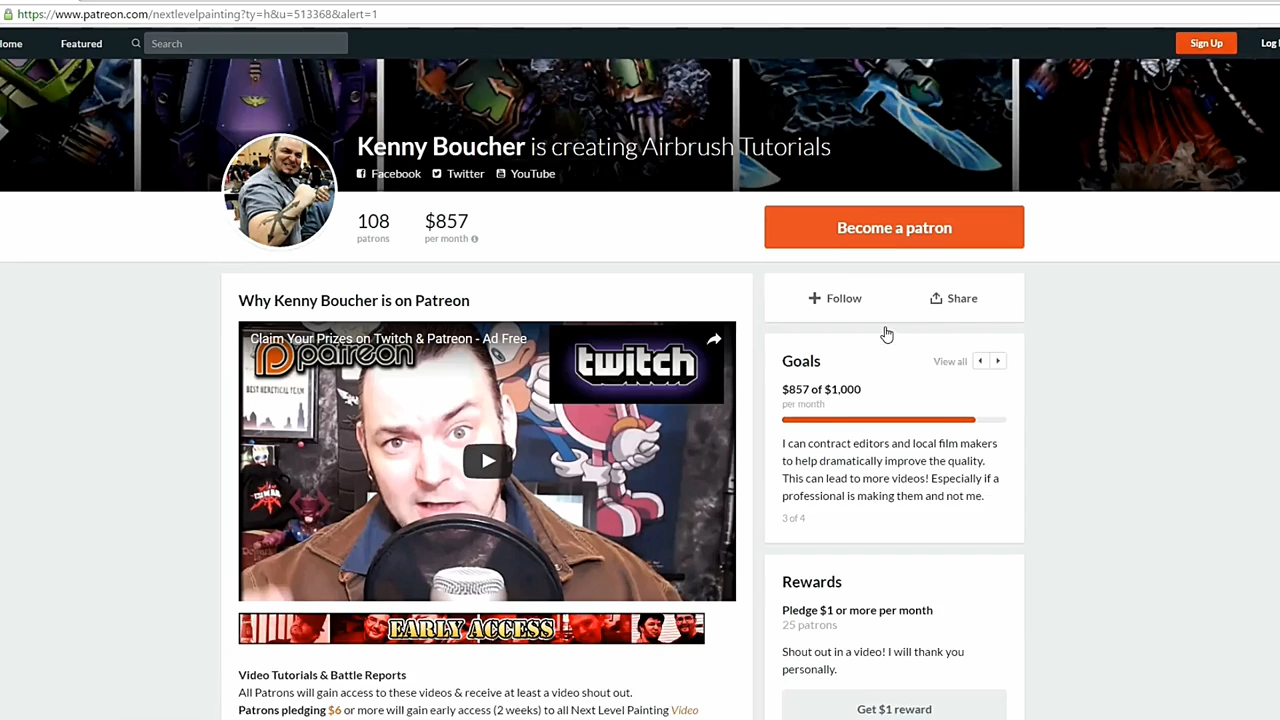 https://www.patreon.com/nextlevelpainting?ty=h&u=513368&alert=1
Home
Featured
Search
Sign Up
Log
Kenny Boucher is creating Airbrush Tutorials
Facebook
Twitter
YouTube
108
patrons
$857
per month
Become a patron
Why Kenny Boucher is on Patreon
Claim Your Prizes on Twitch & Patreon - Ad Free
patreon
twitch
BEST HERETICAL TEAM
EARLY ACCESS
Video Tutorials & Battle Reports
All Patrons will gain access to these videos & receive at least a video shout out.
Patrons pledging $6 or more will gain early access (2 weeks) to all Next Level Painting Video
Follow
Share
Goals
View all
$857 of $1,000
per month
I can contract editors and local film makers
to help dramatically improve the quality.
This can lead to more videos! Especially if a
professional is making them and not me.
3 of 4
Rewards
Pledge $1 or more per month
25 patrons
Shout out in a video! I will thank you
personally.
Get $1 reward